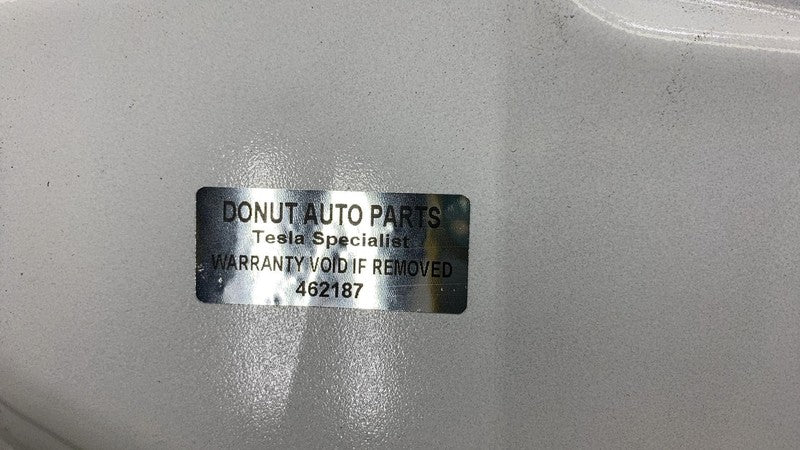 DONUT AUTO PARTS
Tesla Specialist
WARRANTY VOID IF REMOVED
462187